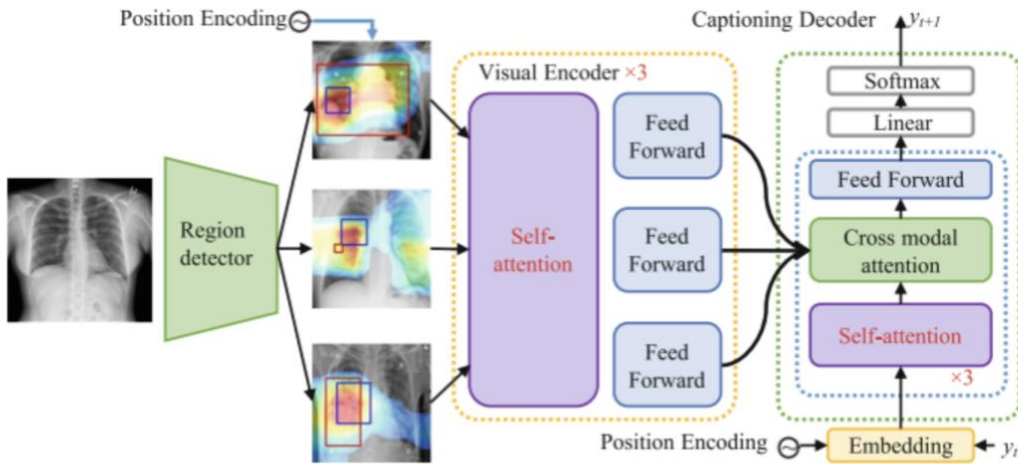 Position Encoding
Captioning Decoder
y_{t+1}
Softmax
Linear
Feed Forward
Cross modal
attention
Self-attention
×3
Embedding
Position Encoding
y_t
Visual Encoder ×3
Self-
attention
Feed
Forward
Feed
Forward
Feed
Forward
Region
detector